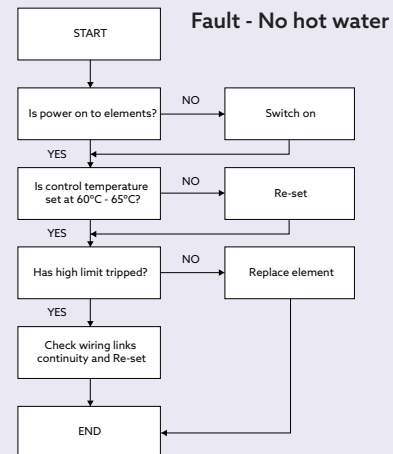 Fault - No hot water
START
Is power on to elements?
NO
Switch on
YES
Is control temperature
set at 60°C - 65°C?
NO
Re-set
YES
Has high limit tripped?
NO
Replace element
YES
Check wiring links
continuity and Re-set
END